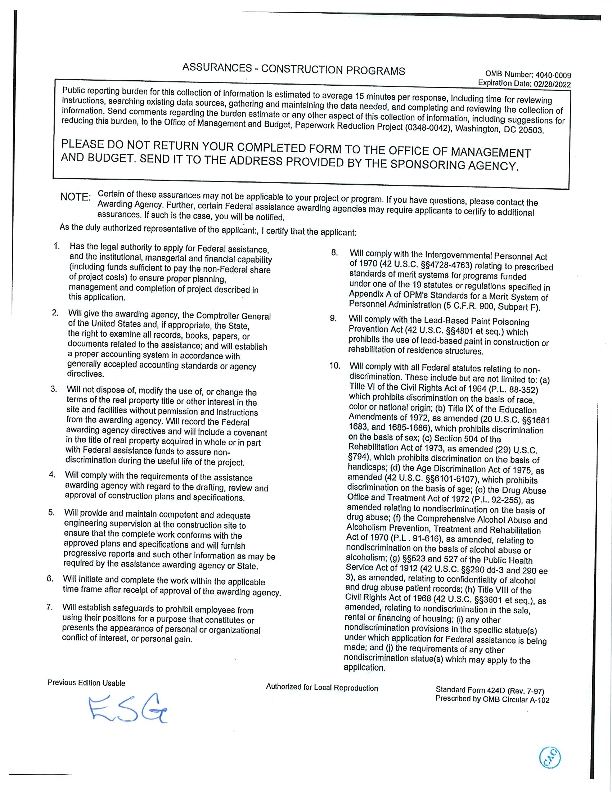 ASSURANCES - CONSTRUCTION PROGRAMS
OMB Number: 4040-0009
Expiration Date: 02/28/2022
Public reporting burden for this collection of information is estimated to average 15 minutes per response, including time for reviewing
instructions, searching existing data sources, gathering and maintaining the data needed, and completing and reviewing the collection of
information. Send comments regarding the burden estimate or any other aspect of this collection of information, including suggestions for
reducing this burden, to the Office of Management and Budget, Paperwork Reduction Project (0348-0042), Washington, DC 20503.
PLEASE DO NOT RETURN YOUR COMPLETED FORM TO THE OFFICE OF MANAGEMENT
AND BUDGET. SEND IT TO THE ADDRESS PROVIDED BY THE SPONSORING AGENCY.
NOTE: Certain of these assurances may not be applicable to your project or program. If you have questions, please contact the
Awarding Agency. Further, certain Federal assistance awarding agencies may require applicants to certify to additional
assurances. If such is the case, you will be notified.
As the duly authorized representative of the applicant:, I certify that the applicant:
1. Has the legal authority to apply for Federal assistance,
and the institutional, managerial and financial capability
(including funds sufficient to pay the non-Federal share
of project costs) to ensure proper planning,
management and completion of project described in
this application.
2. Will give the awarding agency, the Comptroller General
of the United States and, if appropriate, the State,
the right to examine all records, books, papers, or
documents related to the assistance; and will establish
a proper accounting system in accordance with
generally accepted accounting standards or agency
directives.
3. Will not dispose of, modify the use of, or change the
terms of the real property title or other interest in the
site and facilities without permission and instructions
from the awarding agency. Will record the Federal
awarding agency directives and will include a covenant
in the title of real property acquired in whole or in part
with Federal assistance funds to assure non-
discrimination during the useful life of the project.
4. Will comply with the requirements of the assistance
awarding agency with regard to the drafting, review and
approval of construction plans and specifications.
5. Will provide and maintain competent and adequate
engineering supervision at the construction site to
ensure that the complete work conforms with the
approved plans and specifications and will furnish
progressive reports and such other information as may be
required by the assistance awarding agency or State.
6. Will initiate and complete the work within the applicable
time frame after receipt of approval of the awarding agency.
7. Will establish safeguards to prohibit employees from
using their positions for a purpose that constitutes or
presents the appearance of personal or organizational
conflict of interest, or personal gain.
8. Will comply with the Intergovernmental Personnel Act
of 1970 (42 U.S.C. §§4728-4763) relating to prescribed
standards of merit systems for programs funded
under one of the 19 statutes or regulations specified in
Appendix A of OPM's Standards for a Merit System of
Personnel Administration (5 C.F.R. 900, Subpart F).
9. Will comply with the Lead-Based Paint Poisoning
Prevention Act (42 U.S.C. §§4801 et seq.) which
prohibits the use of lead-based paint in construction or
rehabilitation of residence structures.
10. Will comply with all Federal statutes relating to non-
discrimination. These include but are not limited to: (a)
Title VI of the Civil Rights Act of 1964 (P.L. 88-352)
which prohibits discrimination on the basis of race,
color or national origin; (b) Title IX of the Education
Amendments of 1972, as amended (20 U.S.C. §§1681
1683, and 1685-1686), which prohibits discrimination
on the basis of sex; (c) Section 504 of the
Rehabilitation Act of 1973, as amended (29) U.S.C.
§794), which prohibits discrimination on the basis of
handicaps; (d) the Age Discrimination Act of 1975, as
amended (42 U.S.C. §§6101-6107), which prohibits
discrimination on the basis of age; (e) the Drug Abuse
Office and Treatment Act of 1972 (P.L. 92-255), as
amended relating to nondiscrimination on the basis of
drug abuse; (f) the Comprehensive Alcohol Abuse and
Alcoholism Prevention, Treatment and Rehabilitation
Act of 1970 (P.L. 91-616), as amended, relating to
nondiscrimination on the basis of alcohol abuse or
alcoholism; (g) §§523 and 527 of the Public Health
Service Act of 1912 (42 U.S.C. §§290 dd-3 and 290 ee
3), as amended, relating to confidentiality of alcohol
and drug abuse patient records; (h) Title VIII of the
Civil Rights Act of 1968 (42 U.S.C. §§3601 et seq.), as
amended, relating to nondiscrimination in the sale,
rental or financing of housing; (i) any other
nondiscrimination provisions in the specific statue(s)
under which application for Federal assistance is being
made; and (j) the requirements of any other
nondiscrimination statue(s) which may apply to the
application.
Previous Edition Usable
Authorized for Local Reproduction
Standard Form 424D (Rev. 7-97)
Prescribed by OMB Circular A-102
ESG